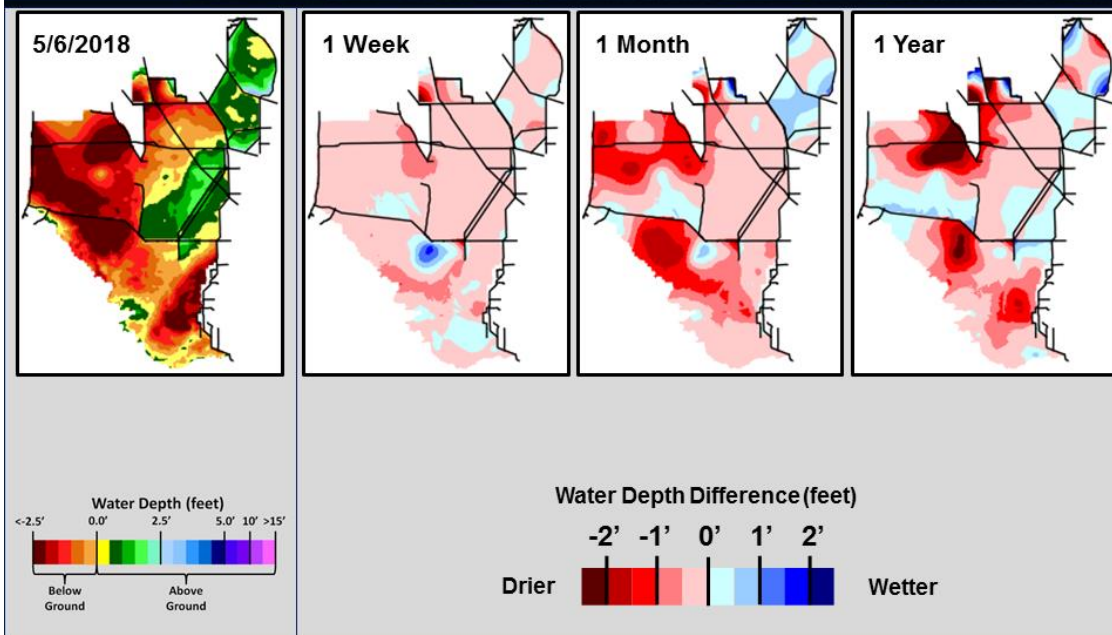 5/6/2018
1 Week
1 Month
1 Year
Water Depth (feet)
<-2.5' 0.0' 2.5' 5.0' 10' >15'
Below
Ground
Above
Ground
Water Depth Difference (feet)
-2' -1' 0' 1' 2'
Drier
Wetter